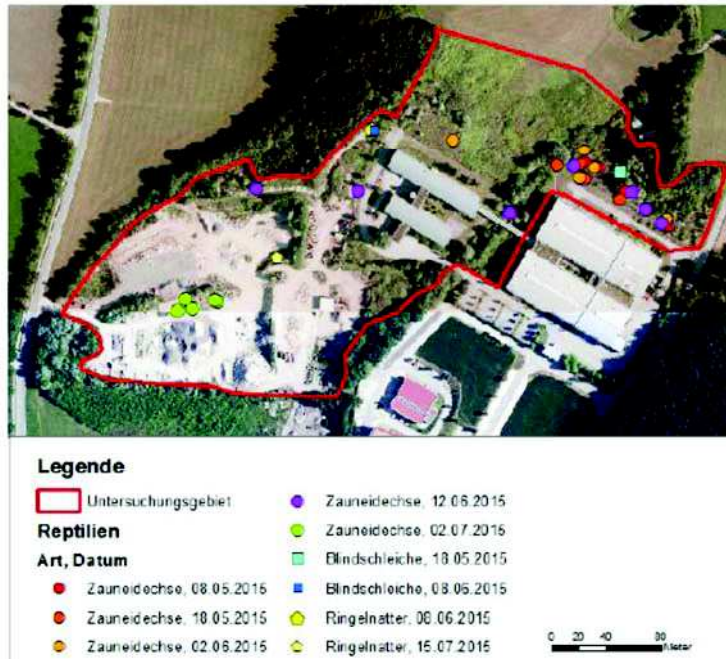 Legende
Untersuchungsgebiet
Reptilien
Art, Datum
Zauneidechse, 08.05.2015
Zauneidechse, 18.05.2015
Zauneidechse, 02.06.2015
Zauneidechse, 12.06.2015
Zauneidechse, 02.07.2015
Blindschleiche, 18.05.2015
Blindschleiche, 08.06.2015
Ringelnatter, 08.06.2015
Ringelnatter, 15.07.2015
0 20 40 80
Meter